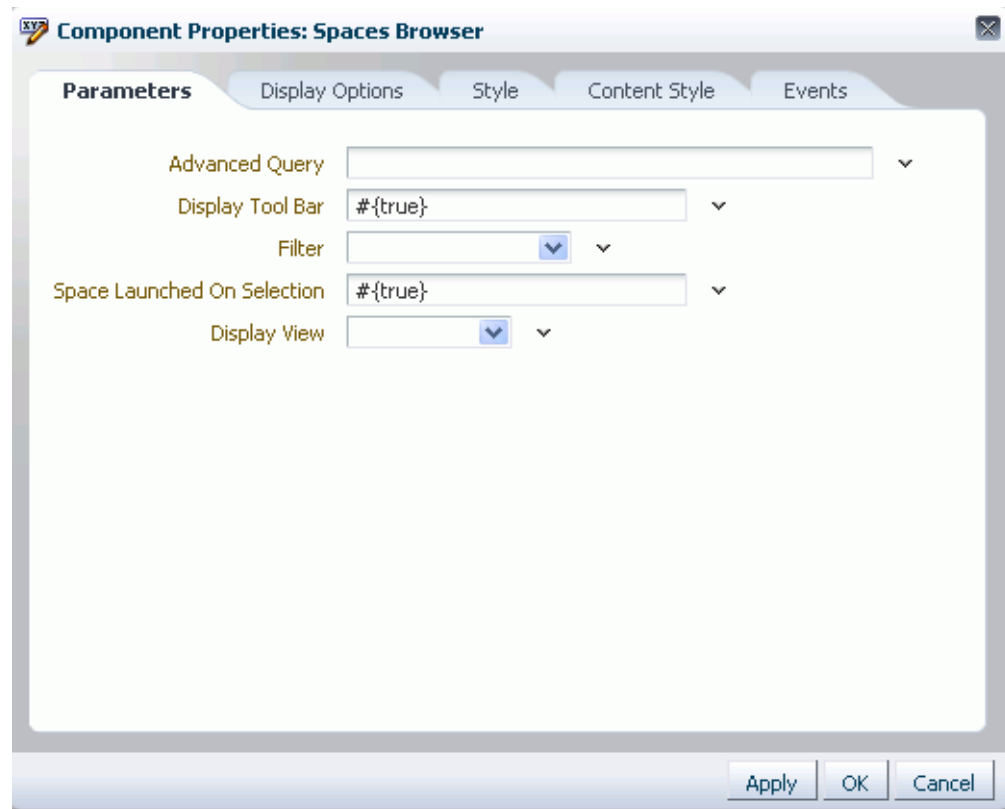 Component Properties: Spaces Browser
Parameters Display Options Style Content Style Events
Advanced Query
Display Tool Bar #{true}
Filter
Space Launched On Selection #{true}
Display View
Apply OK Cancel